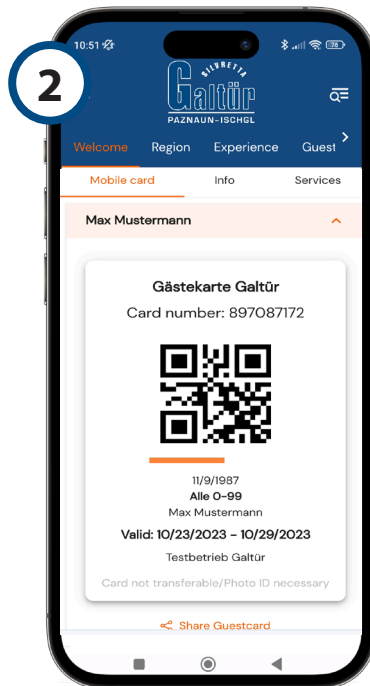 2
10:51
76
SILVRETTA
Galtür
PAZNAUN-ISCHGL
Welcome Region Experience Guest
Mobile card Info Services
Max Mustermann
Gästekarte Galtür
Card number: 897087172
11/9/1987
Alle 0-99
Max Mustermann
Valid: 10/23/2023 - 10/29/2023
Testbetrieb Galtür
Card not transferable/Photo ID necessary
Share Guestcard